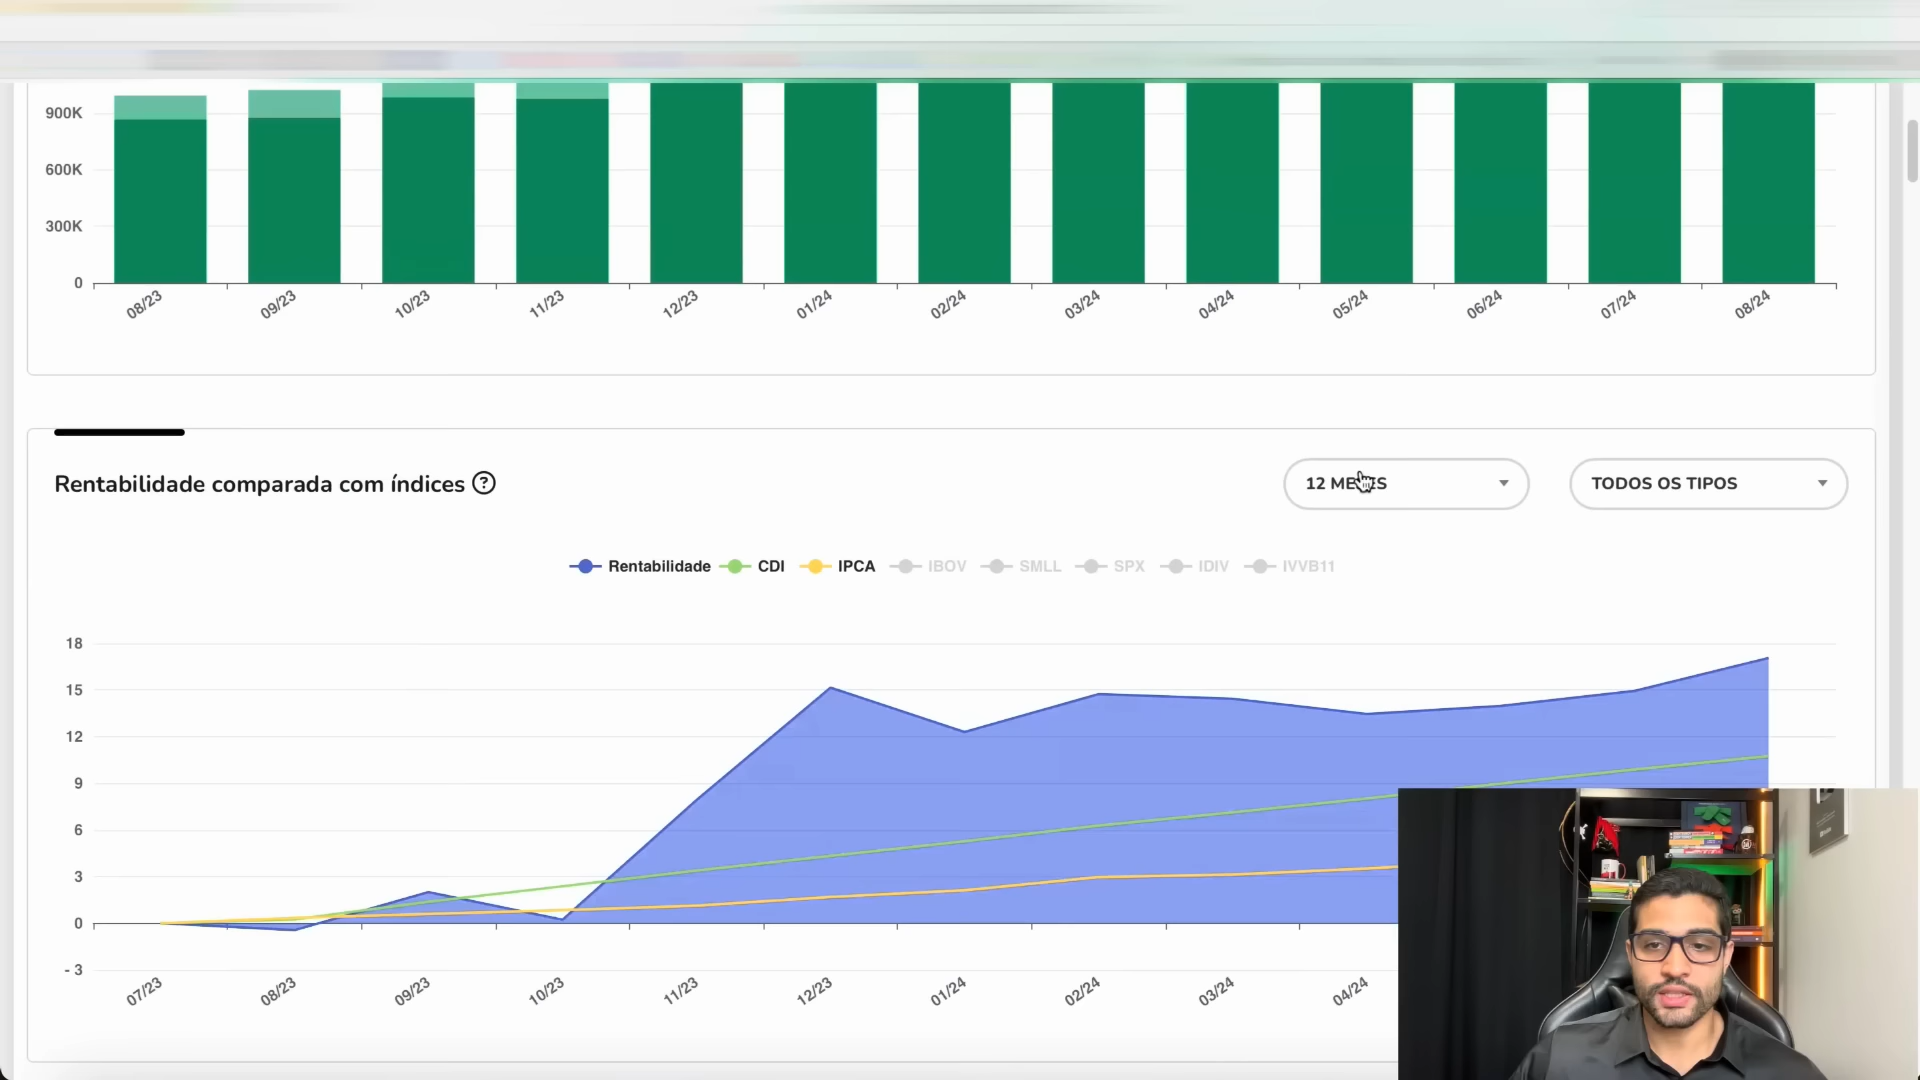 900K
600K
300K
0
08/23 09/23 10/23 11/23 12/23 01/24 02/24 03/24 04/24 05/24 06/24 07/24 08/24
Rentabilidade comparada com índices ?
12 MESES
TODOS OS TIPOS
Rentabilidade CDI IPCA IBOV SMLL SPX IDIV IVVB11
18
15
12
9
6
3
0
- 3
07/23 08/23 09/23 10/23 11/23 12/23 01/24 02/24 03/24 04/24